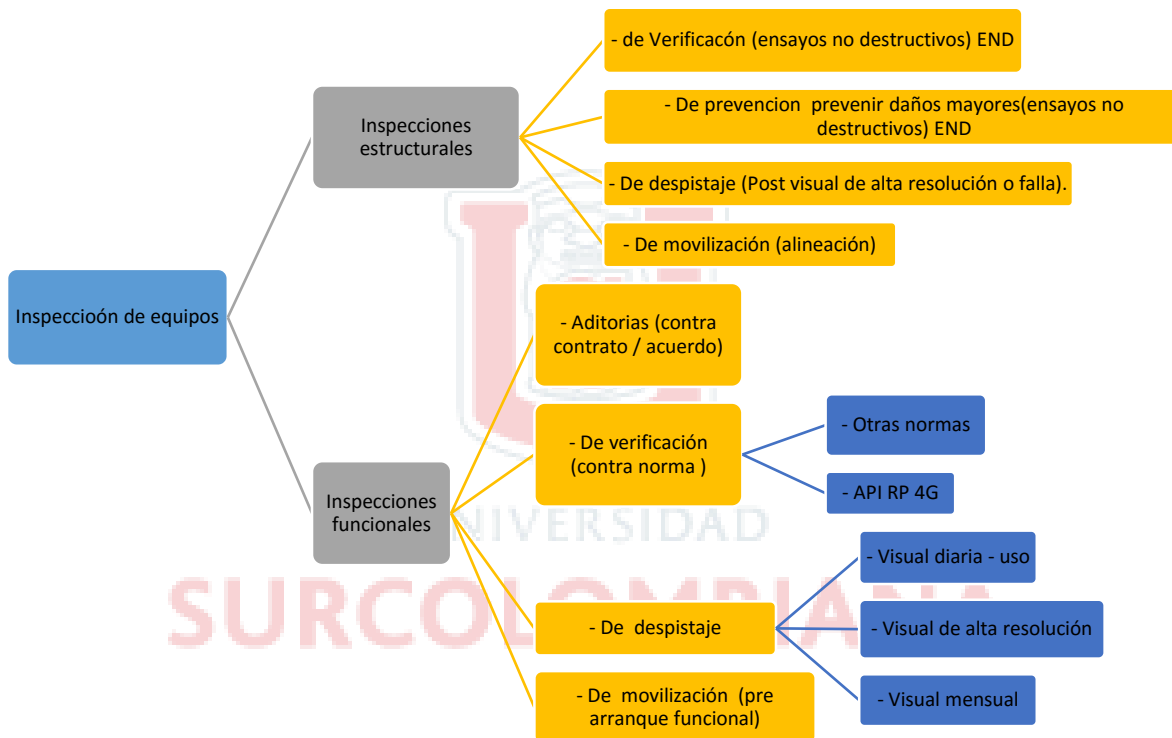 Inspeccioón de equipos
Inspecciones
estructurales
- de Verificacón (ensayos no destructivos) END
- De prevencion prevenir daños mayores(ensayos no
destructivos) END
- De despistaje (Post visual de alta resolución o falla).
- De movilización (alineación)
Inspecciones
funcionales
- Aditorias (contra
contrato / acuerdo)
- De verificación
(contra norma )
- Otras normas
- API RP 4G
- De despistaje
- Visual diaria - uso
- Visual de alta resolución
- Visual mensual
- De movilización (pre
arranque funcional)
UNIVERSIDAD
SURCOLOMBIANA